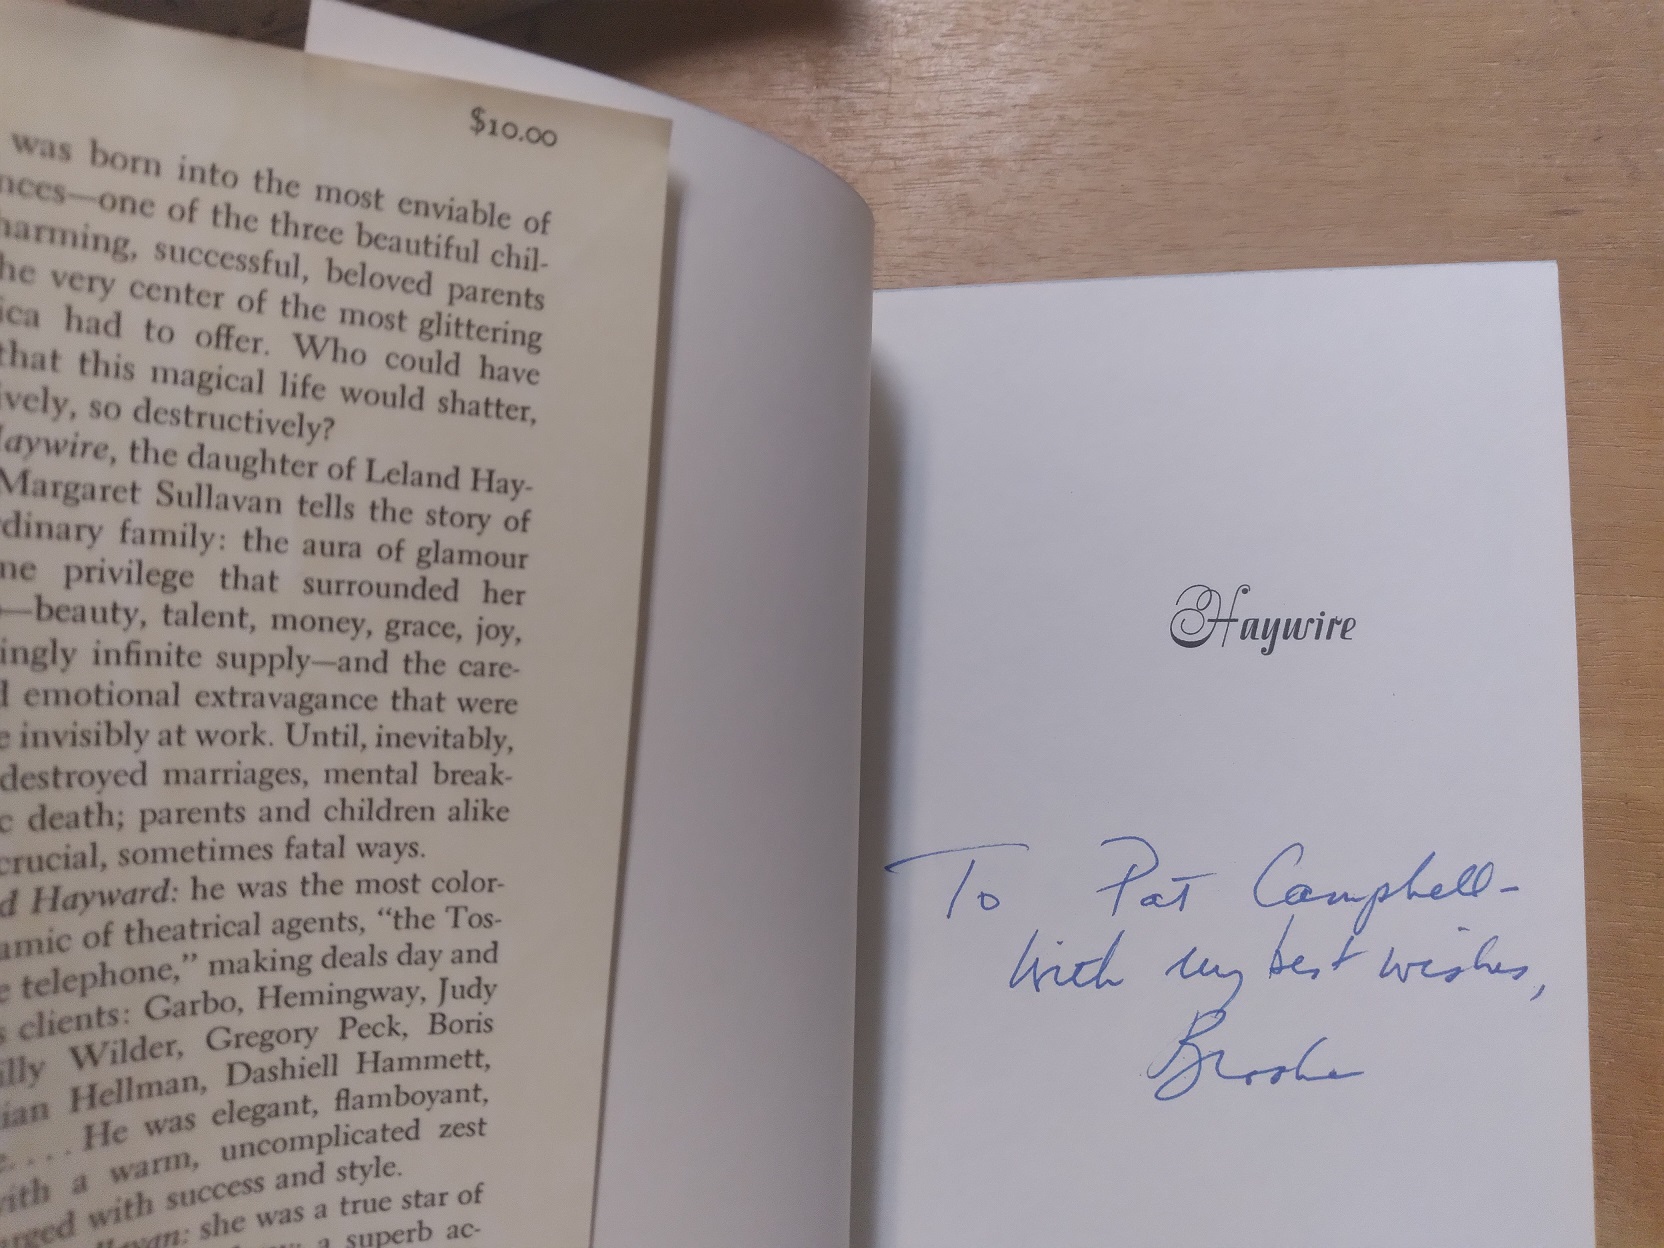 $10.00
was born into the most enviable of
nces—one of the three beautiful chil-
harming, successful, beloved parents
he very center of the most glittering
ica had to offer. Who could have
that this magical life would shatter,
ively, so destructively?
Haywire, the daughter of Leland Hay-
Margaret Sullavan tells the story of
rdinary family: the aura of glamour
ne privilege that surrounded her
—beauty, talent, money, grace, joy,
ingly infinite supply—and the care-
d emotional extravagance that were
e invisibly at work. Until, inevitably,
destroyed marriages, mental break-
c death; parents and children alike
crucial, sometimes fatal ways.
d Hayward: he was the most color-
amic of theatrical agents, “the Tos-
e telephone,” making deals day and
s clients: Garbo, Hemingway, Judy
illy Wilder, Gregory Peck, Boris
ian Hellman, Dashiell Hammett,
e.... He was elegant, flamboyant,
with a warm, uncomplicated zest
arged with success and style.
llavan: she was a true star of
a superb ac-
Haywire
To Pat Campbell-
With my best wishes,
Brooke